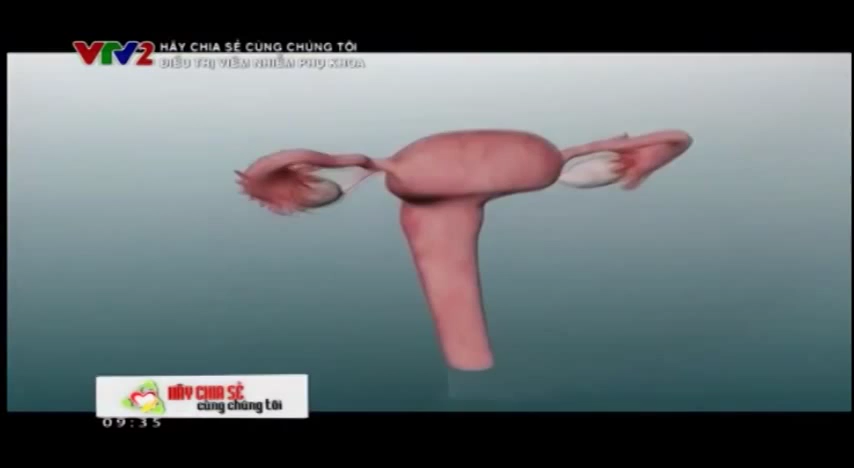 VTV2
HÃY CHIA SẺ CÙNG CHÚNG TÔI
ĐIỀU TRỊ VIÊM NHIỄM PHỤ KHOA
HÃY CHIA SẺ
cùng chúng tôi
09:35